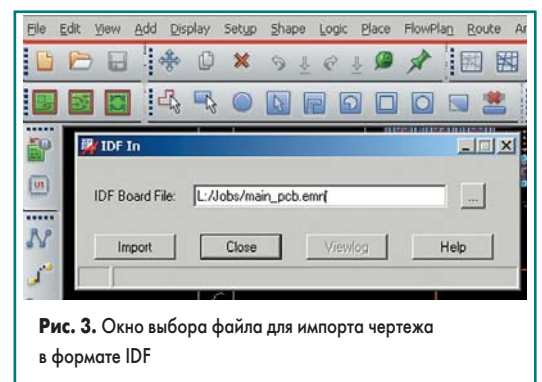 File Edit View Add Display Setup Shape Logic Place FlowPlan Route
IDF In
IDF Board File: L:/Jobs/main_pcb.emn
...
Import Close Viewlog Help
Рис. 3. Окно выбора файла для импорта чертежа
в формате IDF